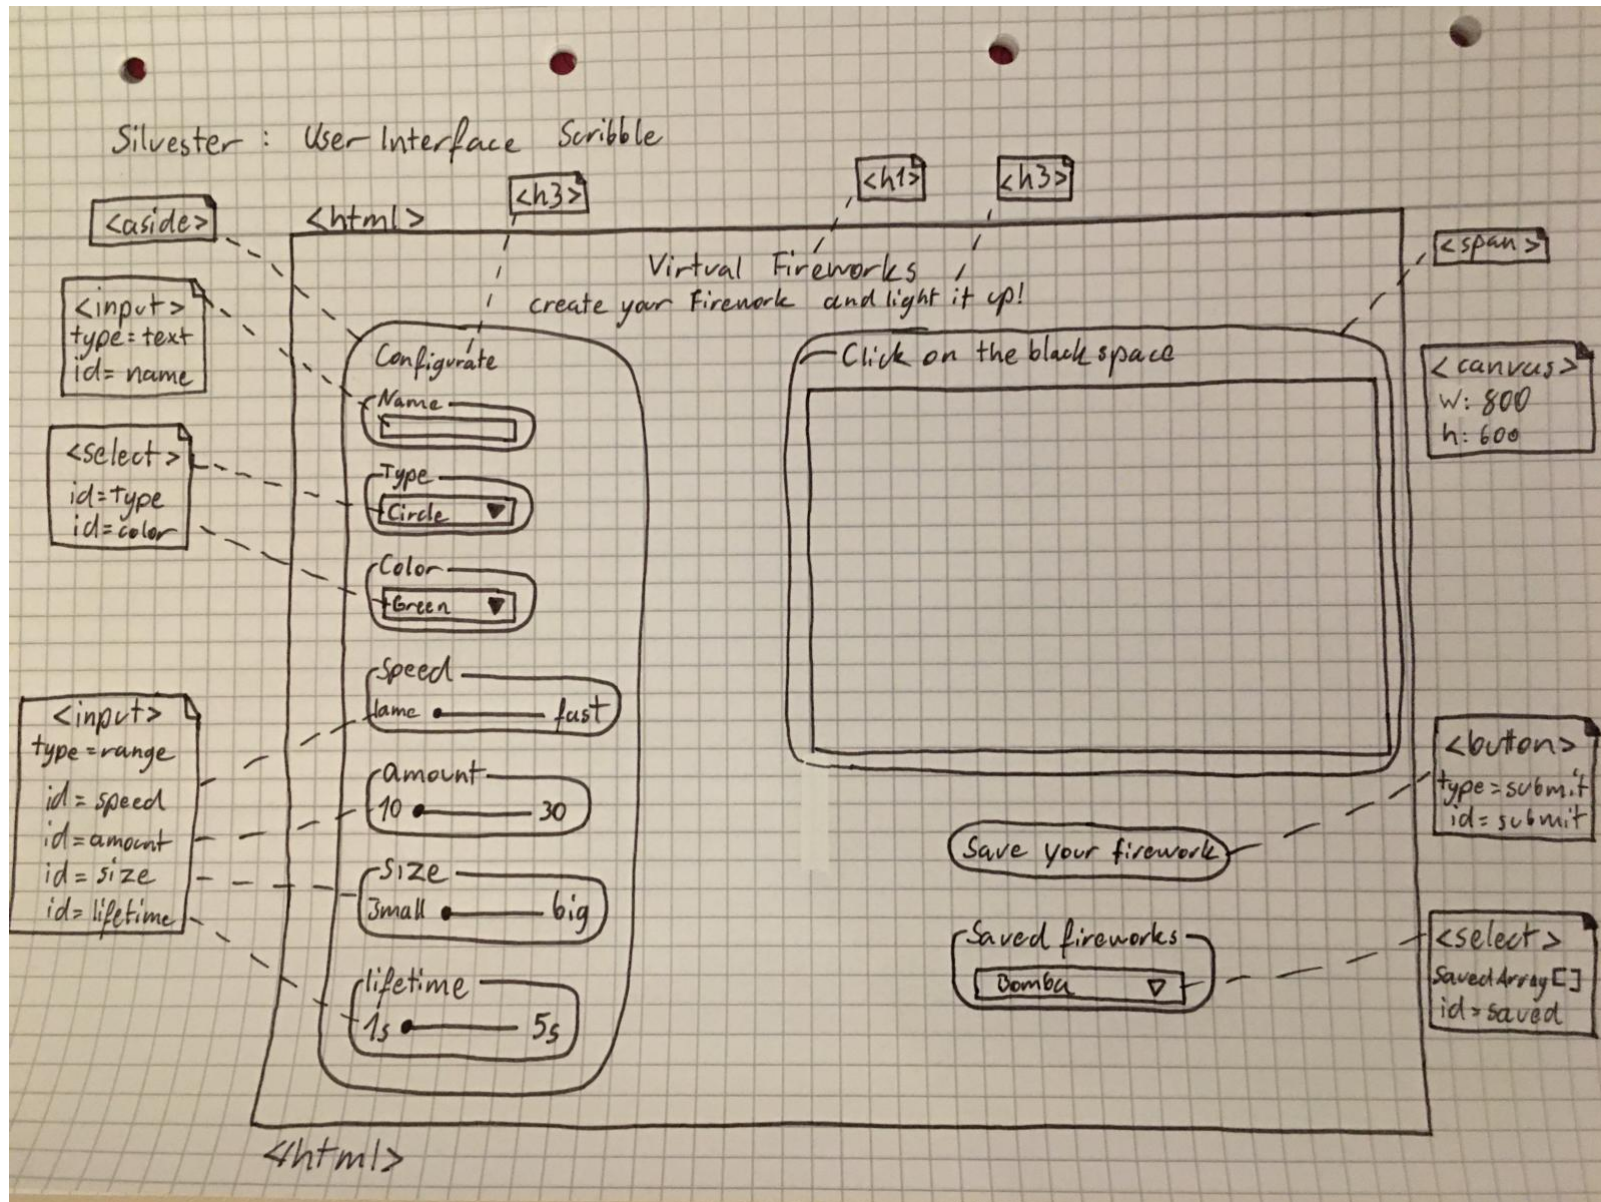 Silvester : User Interface Scribble
<h3>
<h1>
<h3>
<aside>
<html>
<span>
Virtual Fireworks
create your Firework and light it up!
<input>
type=text
id= name
Configurate
Name
Click on the black space
<canvas>
w: 800
h: 600
<select>
id=type
id=color
Type
Circle
Color
Green
speed
lame fast
<input>
type=range
id= speed
id=amount
id= size
id=lifetime
amount
10 30
size
small big
lifetime
1s 5s
<button>
type=submit
id= submit
Save your firework
Saved fireworks
Bomba
<select>
SavedArray[]
id=saved
</html>